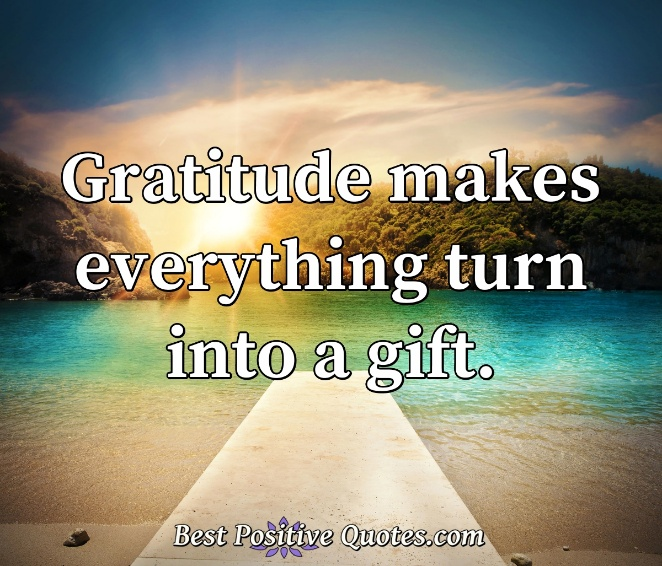 Gratitude makes
everything turn
into a gift.
Best Positive Quotes.com